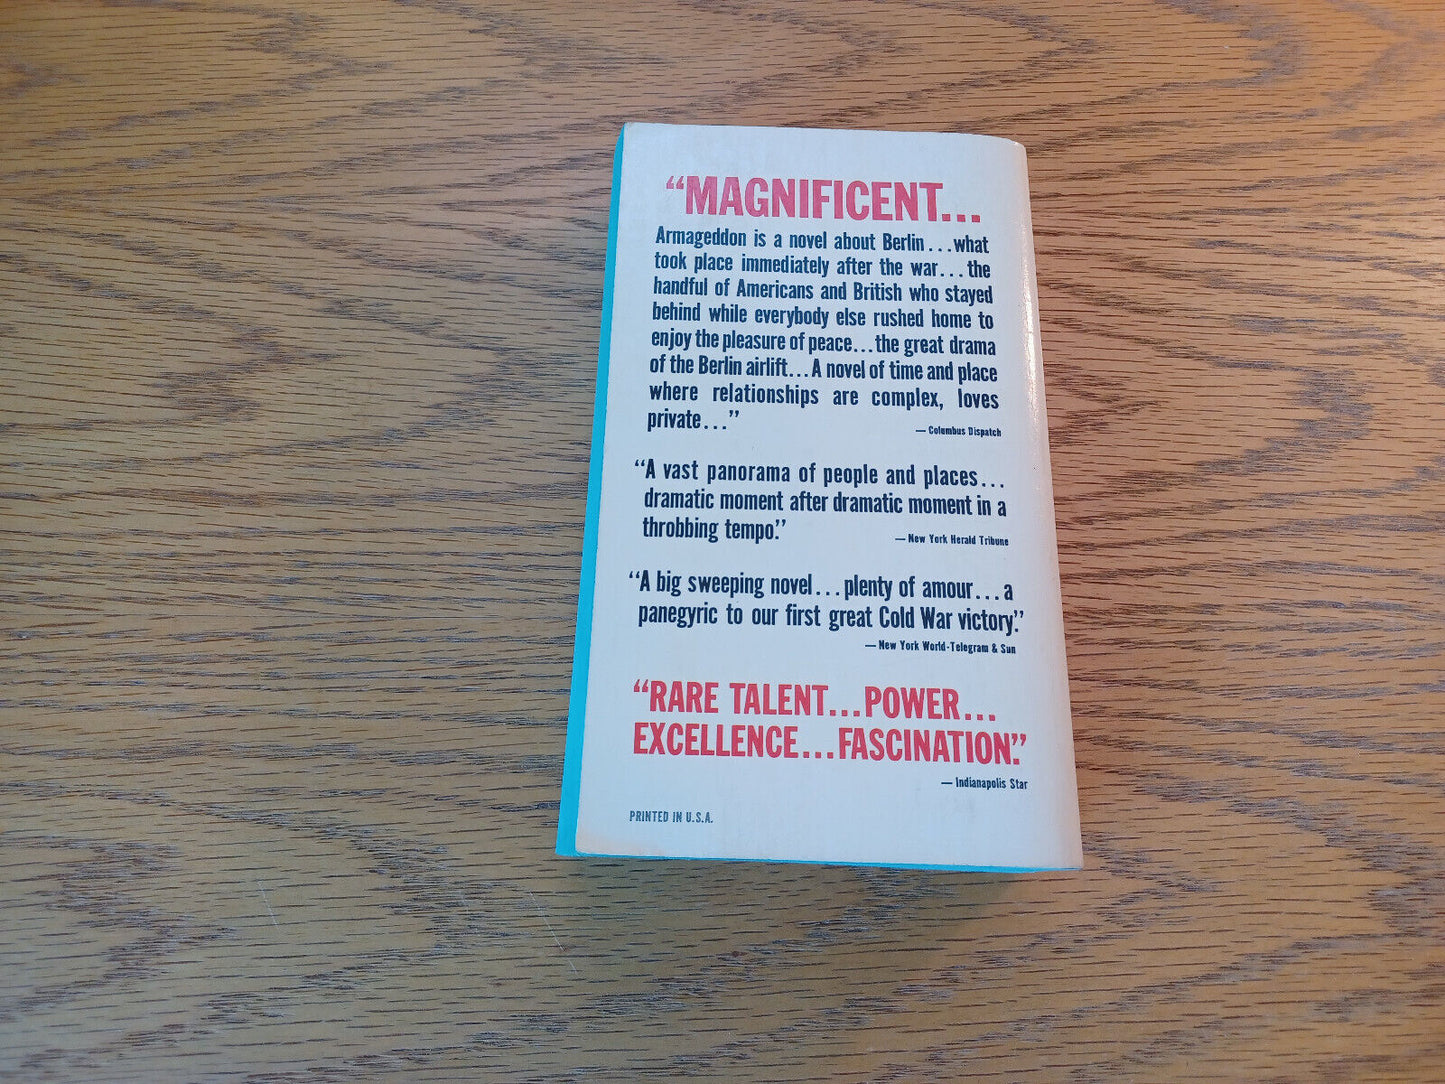 “MAGNIFICENT...
Armageddon is a novel about Berlin...what
took place immediately after the war...the
handful of Americans and British who stayed
behind while everybody else rushed home to
enjoy the pleasure of peace...the great drama
of the Berlin airlift...A novel of time and place
where relationships are complex, loves
private...”
— Columbus Dispatch
“A vast panorama of people and places...
dramatic moment after dramatic moment in a
throbbing tempo.”
— New York Herald Tribune
“A big sweeping novel...plenty of amour...a
panegyric to our first great Cold War victory.”
— New York World-Telegram & Sun
“RARE TALENT...POWER...
EXCELLENCE...FASCINATION.”
— Indianapolis Star
PRINTED IN U.S.A.